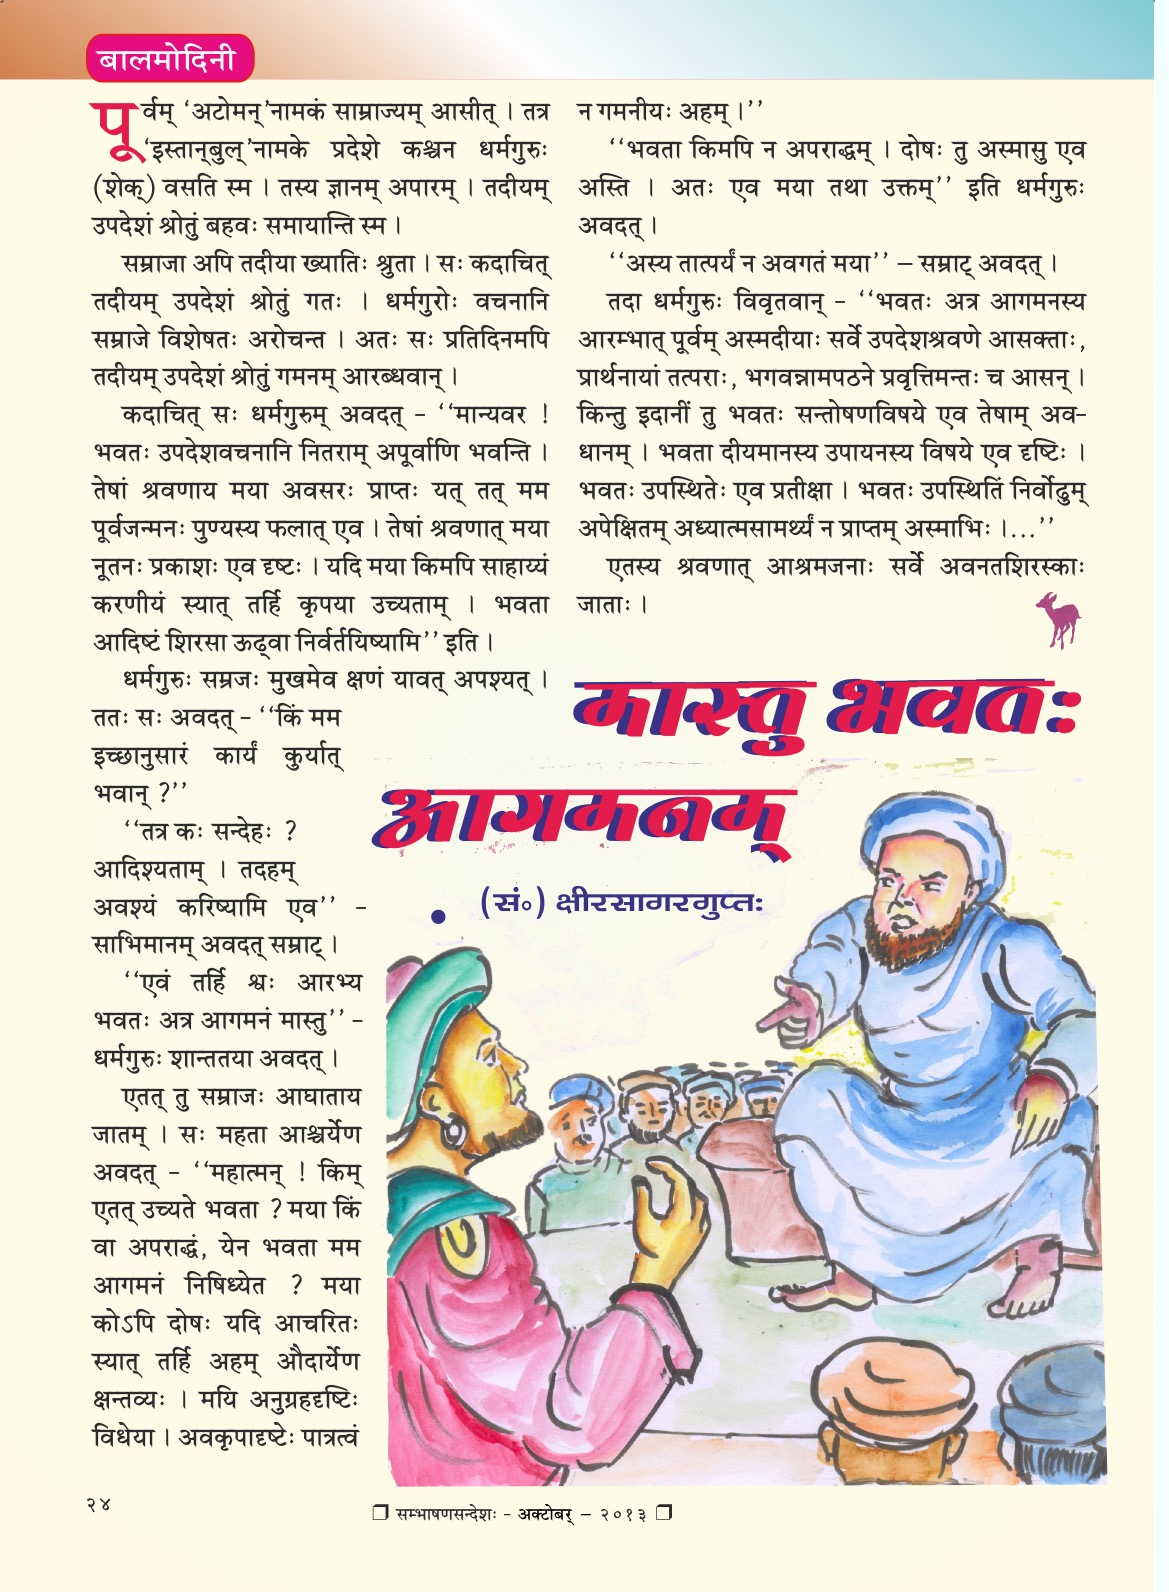 बालमोदिनी
मास्तु भवतः
आगमनम्
• (सं॰) क्षीरसागरगुप्तः
पूर्वम् ‘अटोमन्’नामकं साम्राज्यम् आसीत् । तत्र
‘इस्तान्‌बुल्’नामके प्रदेशे कश्चन धर्मगुरुः
(शेक्) वसति स्म । तस्य ज्ञानम् अपारम् । तदीयम्
उपदेशं श्रोतुं बहवः समायान्ति स्म ।
सम्राजा अपि तदीया ख्यातिः श्रुता । सः कदाचित्
तदीयम् उपदेशं श्रोतुं गतः । धर्मगुरोः वचनानि
सम्राजे विशेषतः अरोचन्त । अतः सः प्रतिदिनमपि
तदीयम् उपदेशं श्रोतुं गमनम् आरब्धवान् ।
कदाचित् सः धर्मगुरुम् अवदत् – ‘‘मान्यवर !
भवतः उपदेशवचनानि नितराम् अपूर्वाणि भवन्ति ।
तेषां श्रवणाय मया अवसरः प्राप्तः यत् तत् मम
पूर्वजन्मनः पुण्यस्य फलात् एव । तेषां श्रवणात् मया
नूतनः प्रकाशः एव दृष्टः । यदि मया किमपि साहाय्यं
करणीयं स्यात् तर्हि कृपया उच्यताम् । भवता
आदिष्टं शिरसा ऊढ्वा निर्वर्तयिष्यामि’’ इति ।
धर्मगुरुः सम्रजः मुखमेव क्षणं यावत् अपश्यत् ।
ततः सः अवदत् – ‘‘किं मम
इच्छानुसारं कार्यं कुर्यात्
भवान् ?’’
‘‘तत्र कः सन्देहः ?
आदिश्यताम् । तदहम्
अवश्यं करिष्यामि एव’’ –
साभिमानम् अवदत् सम्राट् ।
‘‘एवं तर्हि श्वः आरभ्य
भवतः अत्र आगमनं मास्तु’’ –
धर्मगुरुः शान्ततया अवदत् ।
एतत् तु सम्राजः आघाताय
जातम् । सः महता आश्चर्येण
अवदत् – ‘‘महात्मन् ! किम्
एतत् उच्यते भवता ? मया किं
वा अपराद्धं, येन भवता मम
आगमनं निषिध्येत ? मया
कोऽपि दोषः यदि आचरितः
स्यात् तर्हि अहम् औदार्येण
क्षन्तव्यः । मयि अनुग्रहदृष्टिः
विधेया । अवकृपादृष्टेः पात्रत्वं
न गमनीयः अहम् ।’’
‘‘भवता किमपि न अपराद्धम् । दोषः तु अस्मासु एव
अस्ति । अतः एव मया तथा उक्तम्’’ इति धर्मगुरुः
अवदत् ।
‘‘अस्य तात्पर्यं न अवगतं मया’’ – सम्राट् अवदत् ।
तदा धर्मगुरुः विवृतवान् – ‘‘भवतः अत्र आगमनस्य
आरम्भात् पूर्वम् अस्मदीयाः सर्वे उपदेशश्रवणे आसक्ताः,
प्रार्थनायां तत्पराः, भगवन्नामपठने प्रवृत्तिमन्तः च आसन् ।
किन्तु इदानीं तु भवतः सन्तोषणविषये एव तेषाम् अव-
धानम् । भवता दीयमानस्य उपायनस्य विषये एव दृष्टिः ।
भवतः उपस्थितेः एव प्रतीक्षा । भवतः उपस्थितिं निर्वोढुम्
अपेक्षितम् अध्यात्मसामर्थ्यं न प्राप्तम् अस्माभिः ।...’’
एतस्य श्रवणात् आश्रमजनाः सर्वे अवनतशिरस्काः
जाताः ।
२४
❒ सम्भाषणसन्देशः – अक्टोबर् – २०१३ ❒